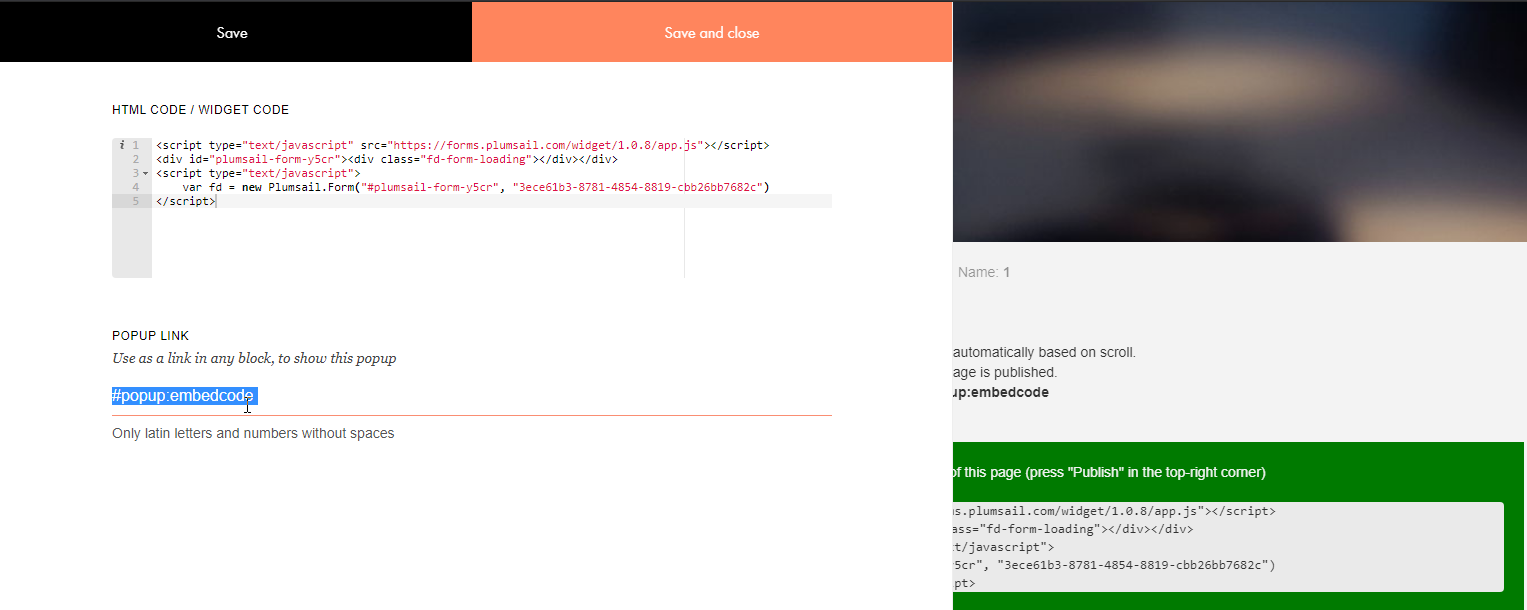 Save
Save and close
HTML CODE / WIDGET CODE
i 1 <script type="text/javascript" src="https://forms.plumsail.com/widget/1.0.8/app.js"></script>
2 <div id="plumsail-form-y5cr"><div class="fd-form-loading"></div></div>
3 <script type="text/javascript">
4 var fd = new Plumsail.Form("#plumsail-form-y5cr", "3ece61b3-8781-4854-8819-cbb26bb7682c")
5 </script>
POPUP LINK
Use as a link in any block, to show this popup
#popup:embedcode
Only latin letters and numbers without spaces
Name: 1
automatically based on scroll.
age is published.
up:embedcode
of this page (press "Publish" in the top-right corner)
ms.plumsail.com/widget/1.0.8/app.js"></script>
ass="fd-form-loading"></div></div>
t/javascript">
5cr", "3ece61b3-8781-4854-8819-cbb26bb7682c")
pt>